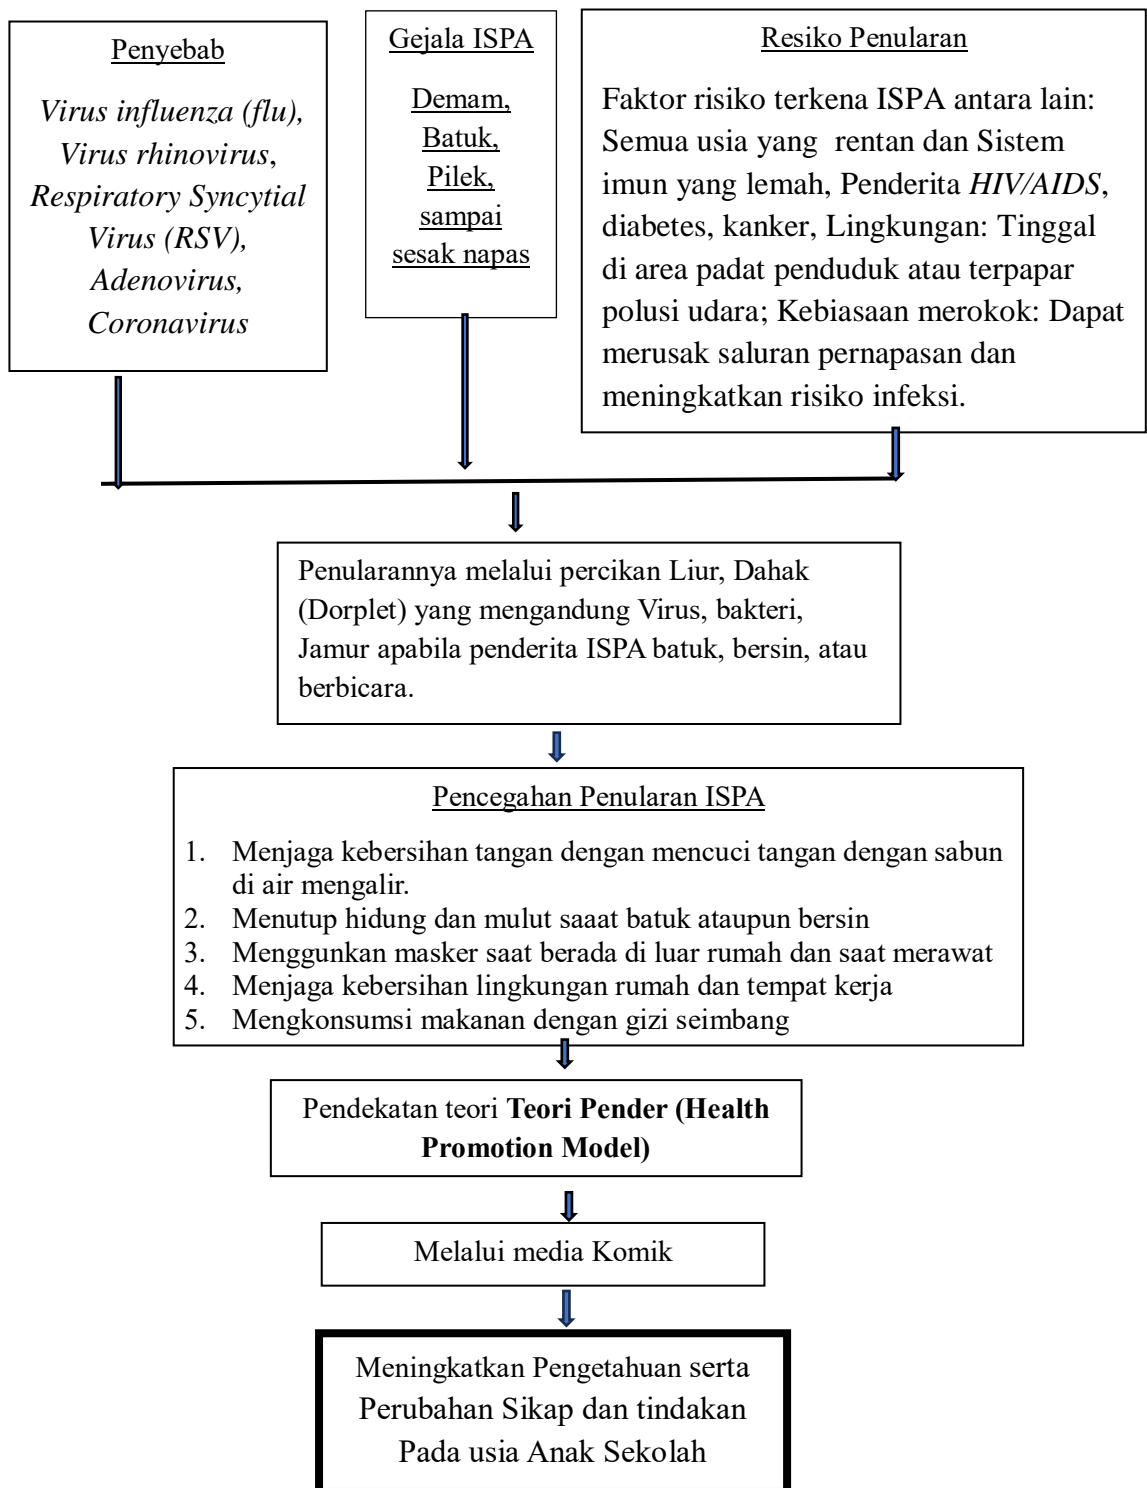 Penyebab
Virus influenza (flu),
Virus rhinovirus,
Respiratory Syncytial
Virus (RSV),
Adenovirus,
Coronavirus
Gejala ISPA
Demam,
Batuk,
Pilek,
sampai
sesak napas
Resiko Penularan
Faktor risiko terkena ISPA antara lain:
Semua usia yang rentan dan Sistem
imun yang lemah, Penderita HIV/AIDS,
diabetes, kanker, Lingkungan: Tinggal
di area padat penduduk atau terpapar
polusi udara; Kebiasaan merokok: Dapat
merusak saluran pernapasan dan
meningkatkan risiko infeksi.
Penularannya melalui percikan Liur, Dahak
(Dorplet) yang mengandung Virus, bakteri,
Jamur apabila penderita ISPA batuk, bersin, atau
berbicara.
Pencegahan Penularan ISPA
1. Menjaga kebersihan tangan dengan mencuci tangan dengan sabun
di air mengalir.
2. Menutup hidung dan mulut saaat batuk ataupun bersin
3. Menggunkan masker saat berada di luar rumah dan saat merawat
4. Menjaga kebersihan lingkungan rumah dan tempat kerja
5. Mengkonsumsi makanan dengan gizi seimbang
Pendekatan teori Teori Pender (Health
Promotion Model)
Melalui media Komik
Meningkatkan Pengetahuan serta
Perubahan Sikap dan tindakan
Pada usia Anak Sekolah